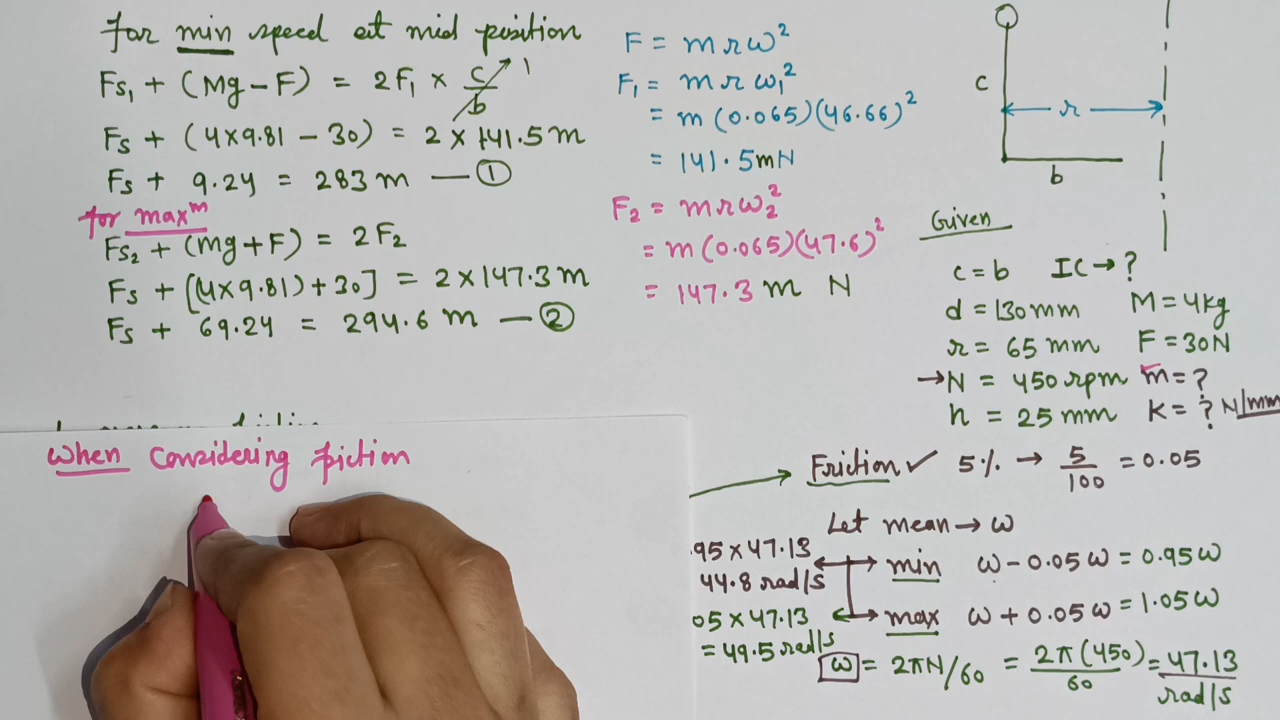 for min speed at mid position
Fs₁ + (Mg - F) = 2F₁ × c/b 1
Fs + (4×9.81 - 30) = 2 × 141.5 m
Fs + 9.24 = 283 m — ①
for maxᵐ
Fs₂ + (mg + F) = 2F₂
Fs + [(4×9.81)+30] = 2 × 147.3 m
Fs + 69.24 = 294.6 m — ②
F = mrω²
F₁ = mrω₁²
= m(0.065)(46.66)²
= 141.5mN
F₂ = mrω₂²
= m(0.065)(47.6)²
= 147.3 m N
c
r
b
Given
c = b IC → ?
d = 130mm M = 4kg
r = 65 mm F = 30N
→ N = 450 rpm m = ?
h = 25 mm K = ? N/mm
When considering friction
Friction ✓ 5% → 5/100 = 0.05
Let mean → ω
.95 × 47.13 min ω - 0.05ω = 0.95ω
44.8 rad/s
05 × 47.13 max ω + 0.05ω = 1.05ω
= 49.5 rad/s
ω = 2πN/60 = 2π(450)/60 = 47.13 rad/s